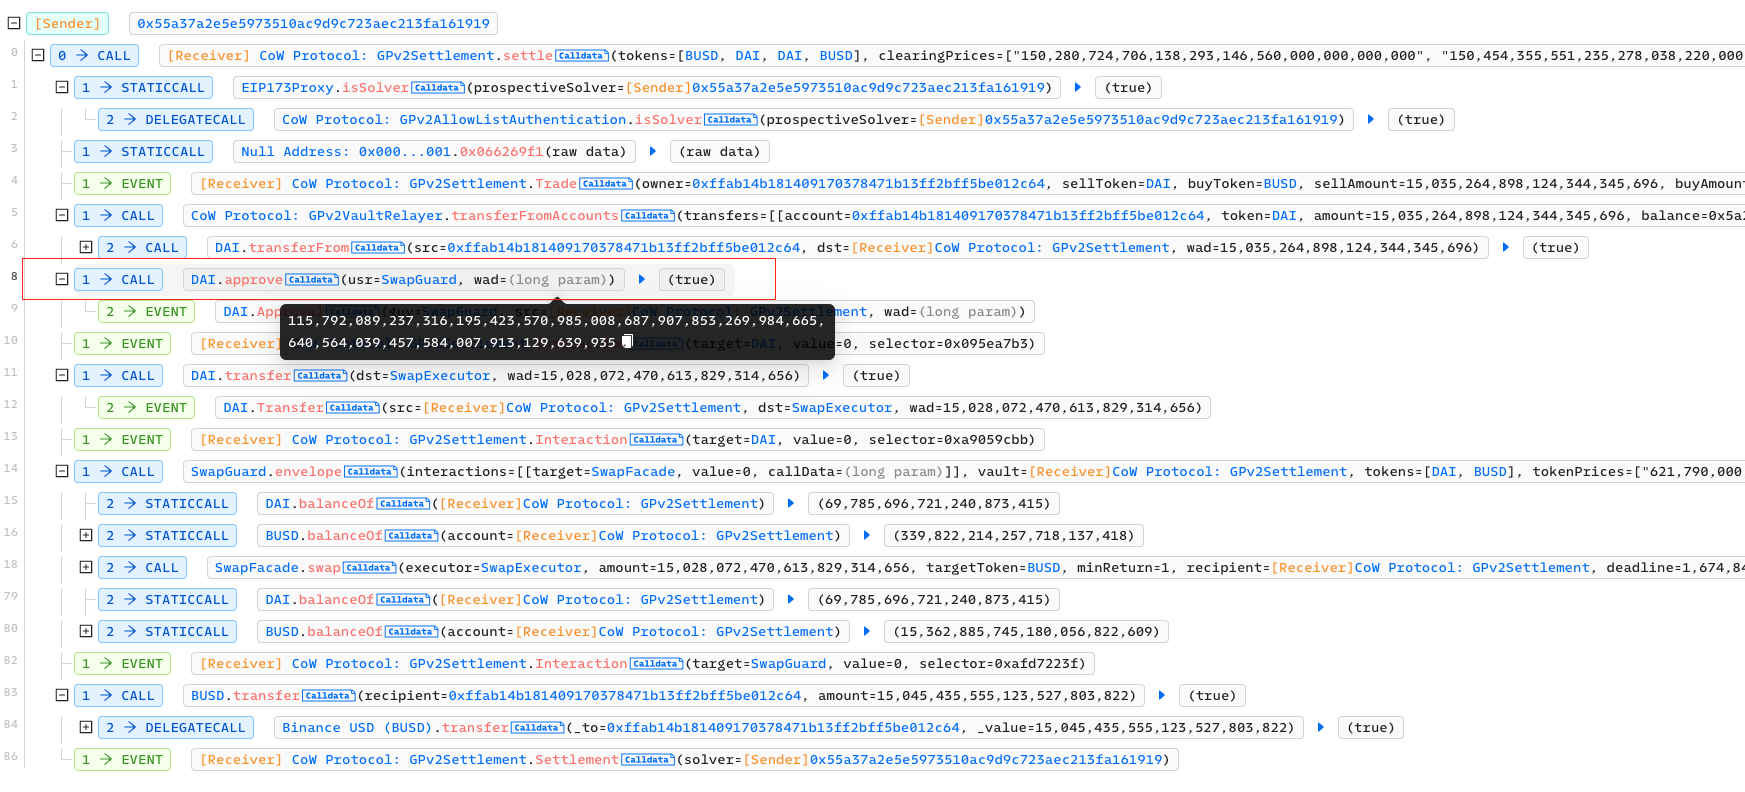 [Sender] 0x55a37a2e5e5973510ac9d9c723aec213fa161919
0 0 → CALL [Receiver] CoW Protocol: GPv2Settlement.settle Calldata (tokens=[BUSD, DAI, DAI, BUSD], clearingPrices=["150,280,724,706,138,293,146,560,000,000,000,000", "150,454,355,551,235,278,038,220,000
1 1 → STATICCALL EIP173Proxy.isSolver Calldata (prospectiveSolver=[Sender]0x55a37a2e5e5973510ac9d9c723aec213fa161919) (true)
2 2 → DELEGATECALL CoW Protocol: GPv2AllowListAuthentication.isSolver Calldata (prospectiveSolver=[Sender]0x55a37a2e5e5973510ac9d9c723aec213fa161919) (true)
3 1 → STATICCALL Null Address: 0x000...001.0x066269f1(raw data) (raw data)
4 1 → EVENT [Receiver] CoW Protocol: GPv2Settlement.Trade Calldata (owner=0xffab14b181409170378471b13ff2bff5be012c64, sellToken=DAI, buyToken=BUSD, sellAmount=15,035,264,898,124,344,345,696, buyAmoun
5 1 → CALL CoW Protocol: GPv2VaultRelayer.transferFromAccounts Calldata (transfers=[[account=0xffab14b181409170378471b13ff2bff5be012c64, token=DAI, amount=15,035,264,898,124,344,345,696, balance=0x5a2
6 2 → CALL DAI.transferFrom Calldata (src=0xffab14b181409170378471b13ff2bff5be012c64, dst=[Receiver]CoW Protocol: GPv2Settlement, wad=15,035,264,898,124,344,345,696) (true)
8 1 → CALL DAI.approve Calldata (usr=SwapGuard, wad=(long param)) (true)
9 2 → EVENT DAI.Approval Calldata (guy=SwapGuard, src=[Receiver]CoW Protocol: GPv2Settlement, wad=(long param))
115,792,089,237,316,195,423,570,985,008,687,907,853,269,984,665,
640,564,039,457,584,007,913,129,639,935
10 1 → EVENT [Receiver] Calldata (target=DAI, value=0, selector=0x095ea7b3)
11 1 → CALL DAI.transfer Calldata (dst=SwapExecutor, wad=15,028,072,470,613,829,314,656) (true)
12 2 → EVENT DAI.Transfer Calldata (src=[Receiver]CoW Protocol: GPv2Settlement, dst=SwapExecutor, wad=15,028,072,470,613,829,314,656)
13 1 → EVENT [Receiver] CoW Protocol: GPv2Settlement.Interaction Calldata (target=DAI, value=0, selector=0xa9059cbb)
14 1 → CALL SwapGuard.envelope Calldata (interactions=[[target=SwapFacade, value=0, callData=(long param)]], vault=[Receiver]CoW Protocol: GPv2Settlement, tokens=[DAI, BUSD], tokenPrices=["621,790,000
15 2 → STATICCALL DAI.balanceOf Calldata ([Receiver]CoW Protocol: GPv2Settlement) (69,785,696,721,240,873,415)
16 2 → STATICCALL BUSD.balanceOf Calldata (account=[Receiver]CoW Protocol: GPv2Settlement) (339,822,214,257,718,137,418)
18 2 → CALL SwapFacade.swap Calldata (executor=SwapExecutor, amount=15,028,072,470,613,829,314,656, targetToken=BUSD, minReturn=1, recipient=[Receiver]CoW Protocol: GPv2Settlement, deadline=1,674,84
79 2 → STATICCALL DAI.balanceOf Calldata ([Receiver]CoW Protocol: GPv2Settlement) (69,785,696,721,240,873,415)
80 2 → STATICCALL BUSD.balanceOf Calldata (account=[Receiver]CoW Protocol: GPv2Settlement) (15,362,885,745,180,056,822,609)
82 1 → EVENT [Receiver] CoW Protocol: GPv2Settlement.Interaction Calldata (target=SwapGuard, value=0, selector=0xafd7223f)
83 1 → CALL BUSD.transfer Calldata (recipient=0xffab14b181409170378471b13ff2bff5be012c64, amount=15,045,435,555,123,527,803,822) (true)
84 2 → DELEGATECALL Binance USD (BUSD).transfer Calldata (_to=0xffab14b181409170378471b13ff2bff5be012c64, _value=15,045,435,555,123,527,803,822) (true)
86 1 → EVENT [Receiver] CoW Protocol: GPv2Settlement.Settlement Calldata (solver=[Sender]0x55a37a2e5e5973510ac9d9c723aec213fa161919)